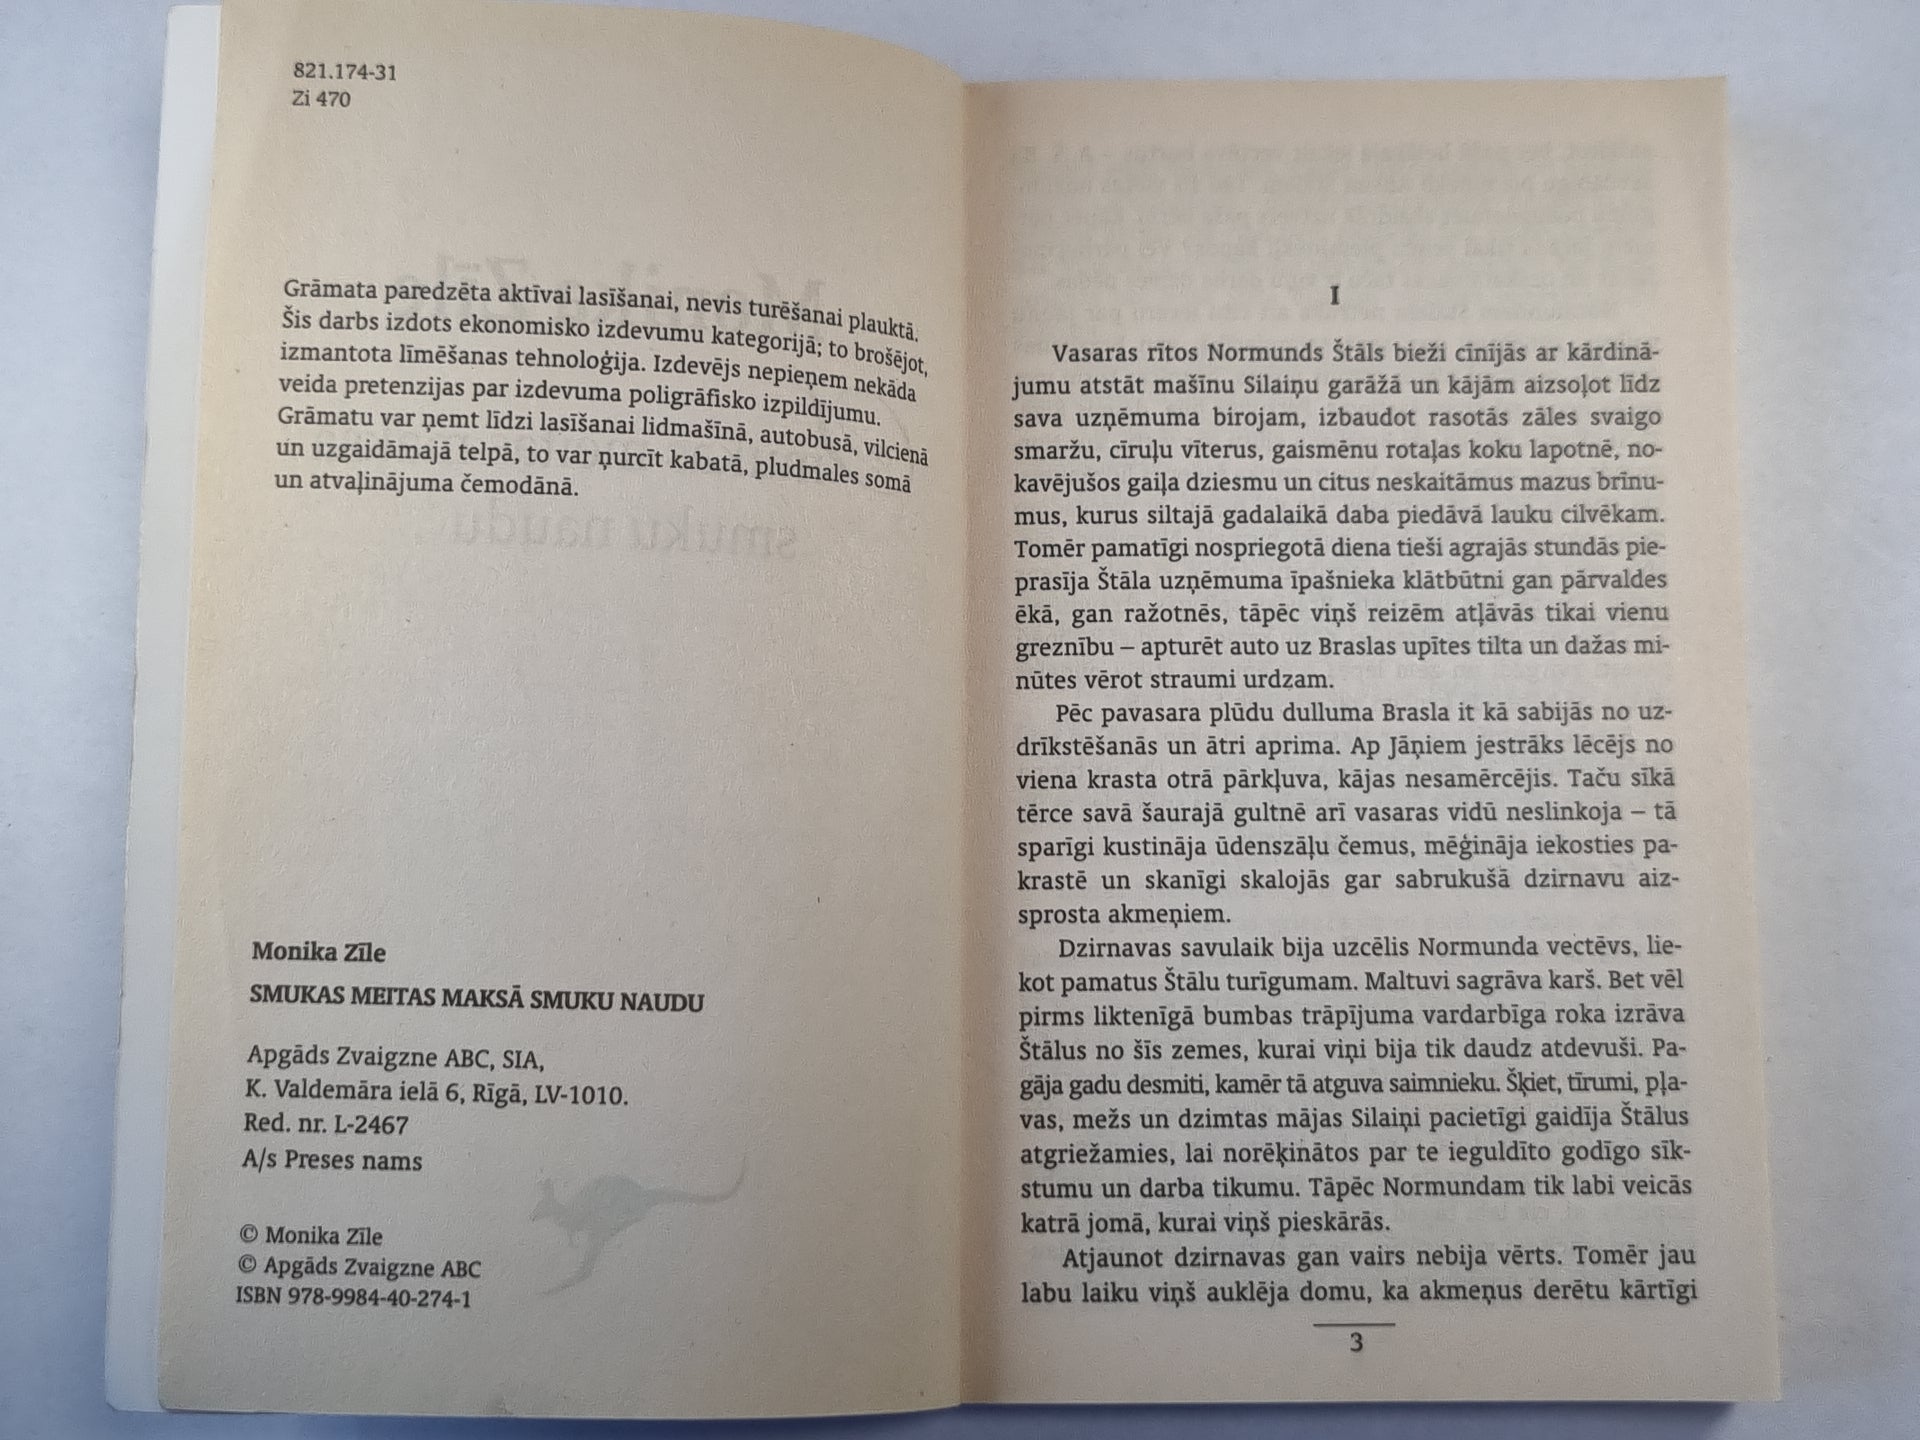 821.174-31
Zi 470
Grāmata paredzēta aktīvai lasīšanai, nevis turēšanai plauktā.
Šis darbs izdots ekonomisko izdevumu kategorijā; to brošējot,
izmantota līmēšanas tehnoloģija. Izdevējs nepieņem nekāda
veida pretenzijas par izdevuma poligrāfisko izpildījumu.
Grāmatu var ņemt līdzi lasīšanai lidmašīnā, autobusā, vilcienā
un uzgaidāmajā telpā, to var ņurcīt kabatā, pludmales somā
un atvaļinājuma čemodānā.
Monika Zīle
SMUKAS MEITAS MAKSĀ SMUKU NAUDU
Apgāds Zvaigzne ABC, SIA,
K. Valdemāra ielā 6, Rīgā, LV-1010.
Red. nr. L-2467
A/s Preses nams
© Monika Zīle
© Apgāds Zvaigzne ABC
ISBN 978-9984-40-274-1
I
Vasaras rītos Normunds Štāls bieži cīnījās ar kārdinā-
jumu atstāt mašīnu Silaiņu garāžā un kājām aizsoļot līdz
sava uzņēmuma birojam, izbaudot rasotās zāles svaigo
smaržu, cīruļu vīterus, gaismēnu rotaļas koku lapotnē, no-
kavējušos gaiļa dziesmu un citus neskaitāmus mazus brīnu-
mus, kurus siltajā gadalaikā daba piedāvā lauku cilvēkam.
Tomēr pamatīgi nospriegotā diena tieši agrajās stundās pie-
prasīja Štāla uzņēmuma īpašnieka klātbūtni gan pārvaldes
ēkā, gan ražotnēs, tāpēc viņš reizēm atļāvās tikai vienu
greznību – apturēt auto uz Braslas upītes tilta un dažas mi-
nūtes vērot straumi urdzam.
Pēc pavasara plūdu dulluma Brasla it kā sabijās no uz-
drīkstēšanās un ātri aprima. Ap Jāņiem jestrāks lēcējs no
viena krasta otrā pārkļuva, kājas nesamērcējis. Taču sīkā
tērce savā šaurajā gultnē arī vasaras vidū neslinkoja – tā
sparīgi kustināja ūdenszāļu čemus, mēģināja iekosties pa-
krastē un skanīgi skalojās gar sabrukušā dzirnavu aiz-
sprosta akmeņiem.
Dzirnavas savulaik bija uzcēlis Normunda vectēvs, lie-
kot pamatus Štālu turīgumam. Maltuvi sagrāva karš. Bet vēl
pirms liktenīgā bumbas trāpījuma vardarbīga roka izrāva
Štālus no šīs zemes, kurai viņi bija tik daudz atdevuši. Pa-
gāja gadu desmiti, kamēr tā atguva saimnieku. Šķiet, tīrumi, pļa-
vas, mežs un dzimtas mājas Silaiņi pacietīgi gaidīja Štālus
atgriežamies, lai norēķinātos par te ieguldīto godīgo sīk-
stumu un darba tikumu. Tāpēc Normundam tik labi veicās
katrā jomā, kurai viņš pieskārās.
Atjaunot dzirnavas gan vairs nebija vērts. Tomēr jau
labu laiku viņš auklēja domu, ka akmeņus derētu kārtīgi
3